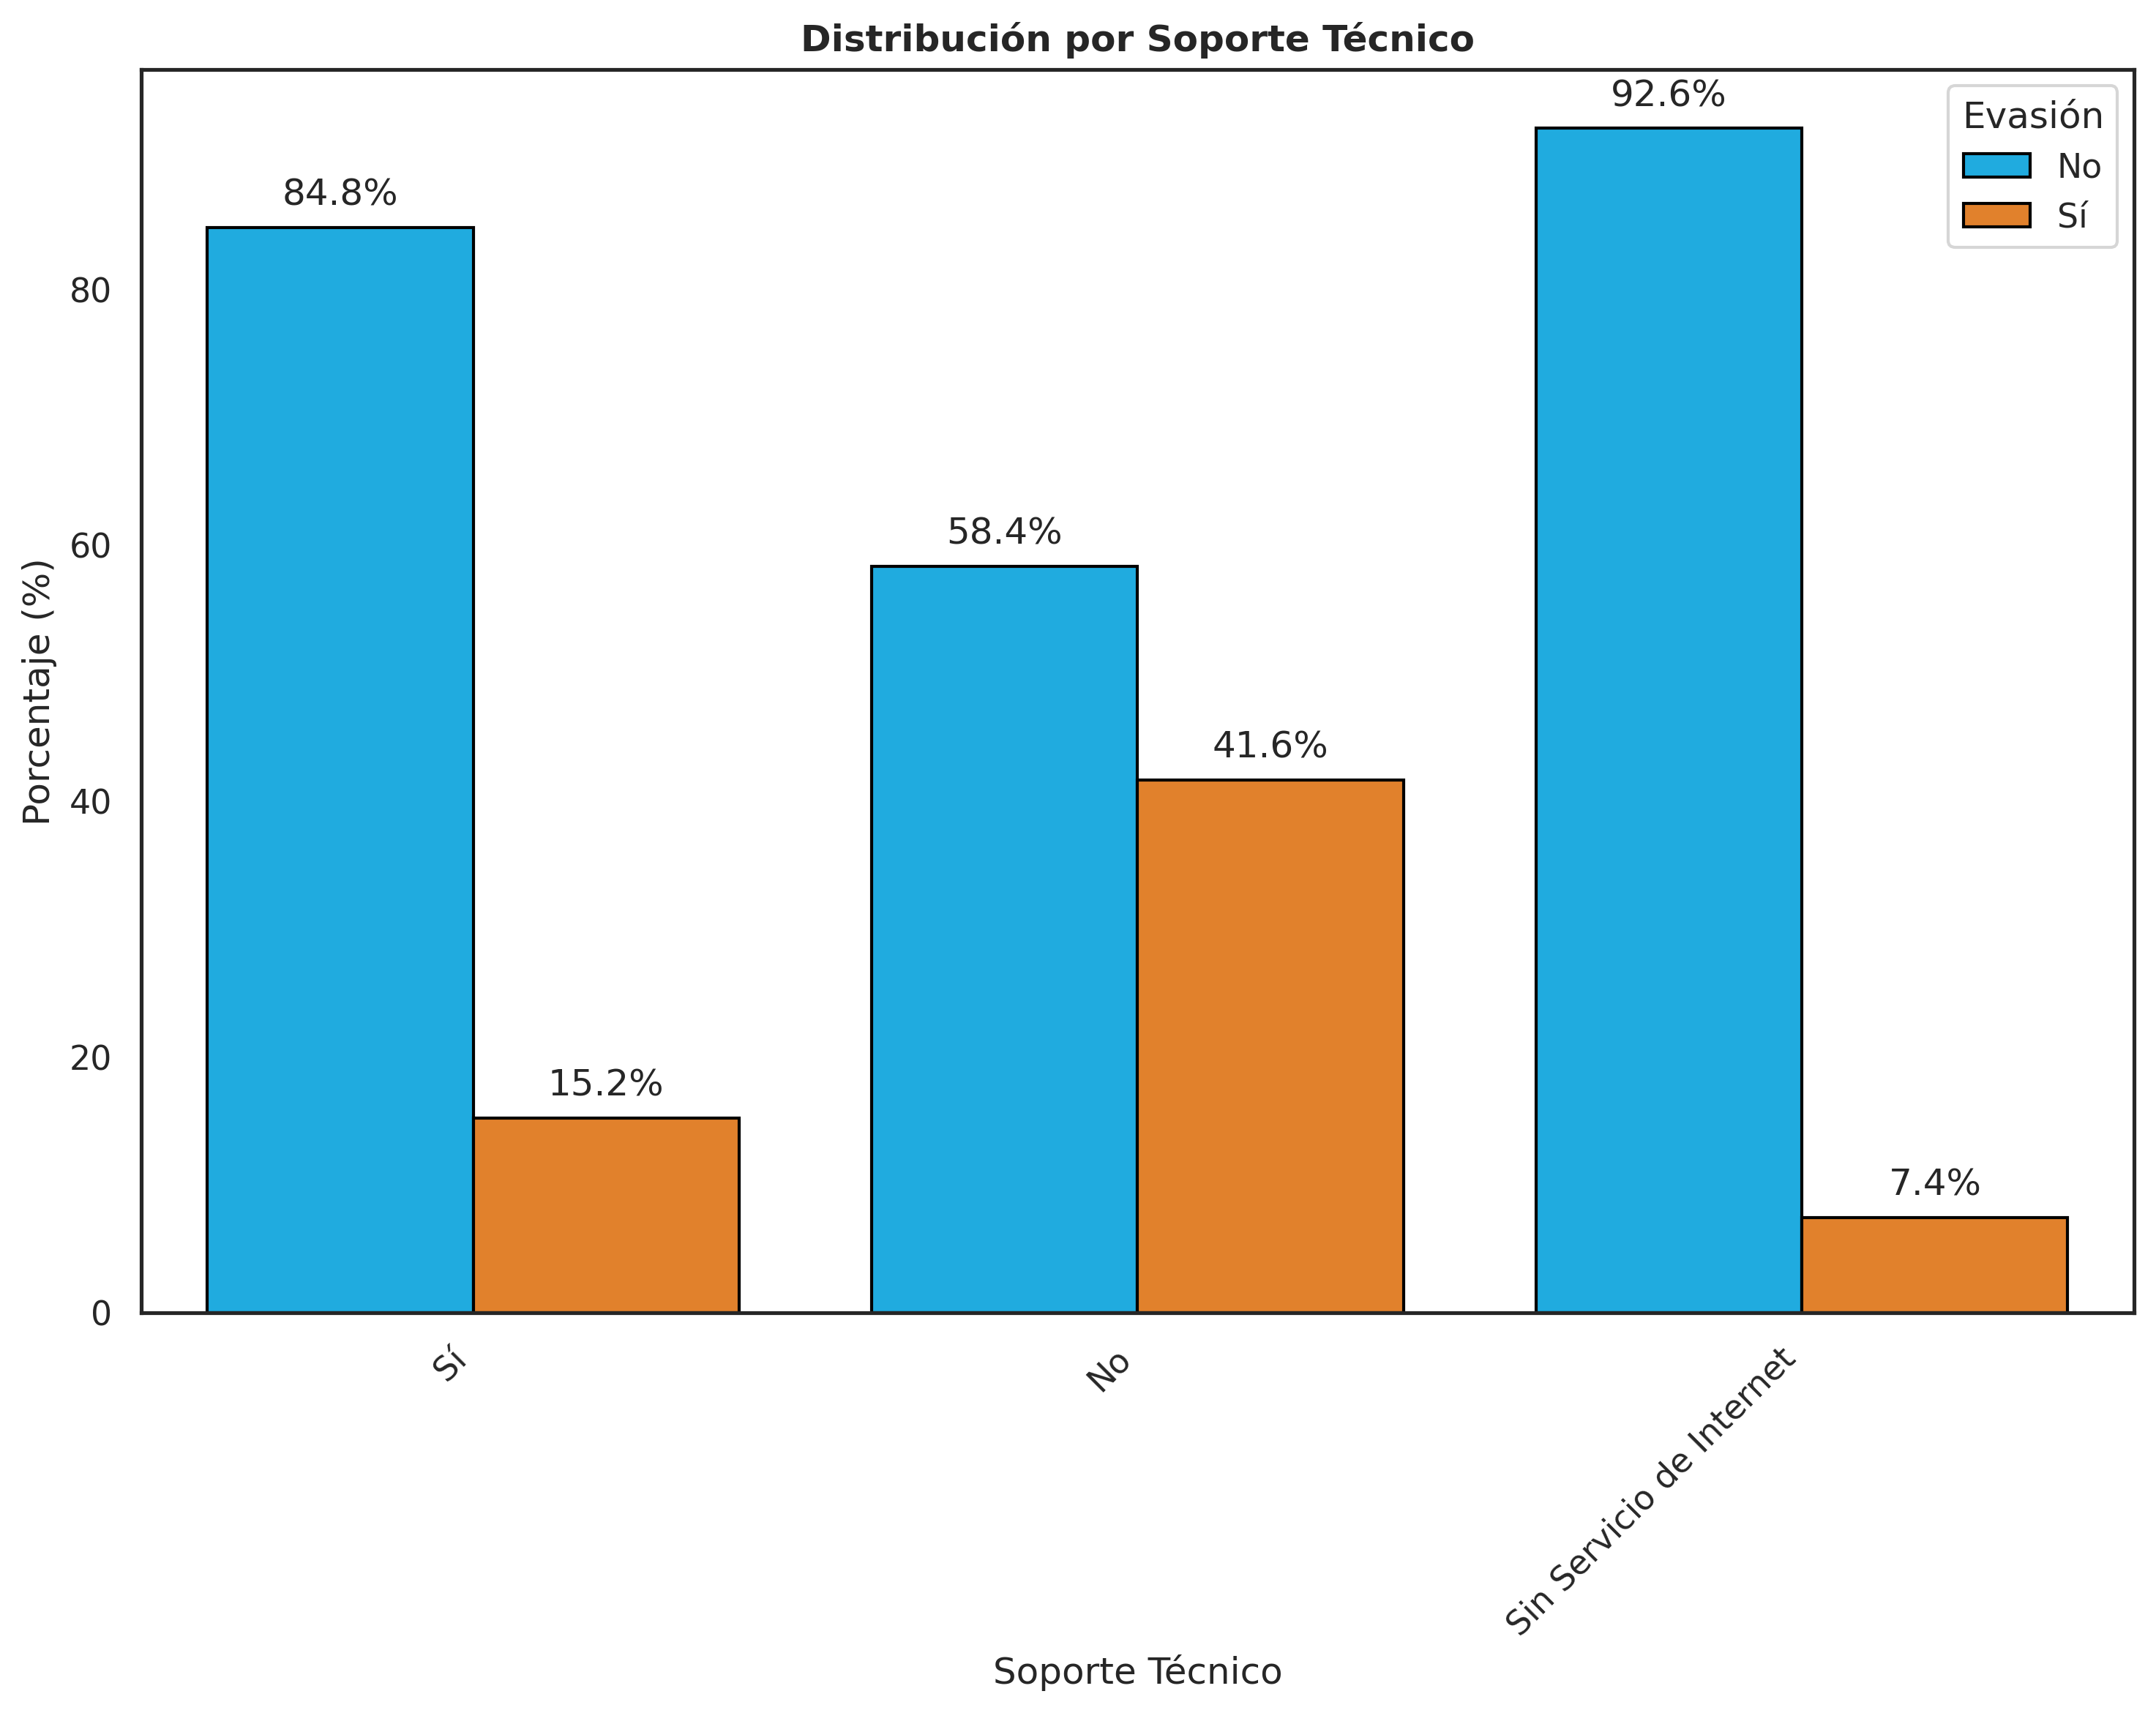 Distribución por Soporte Técnico
92.6%
Evasión
No
Sí
84.8%
80
58.4%
60
Porcentaje (%)
41.6%
40
15.2%
20
7.4%
0
Sí
No
Sin Servicio de Internet
Soporte Técnico